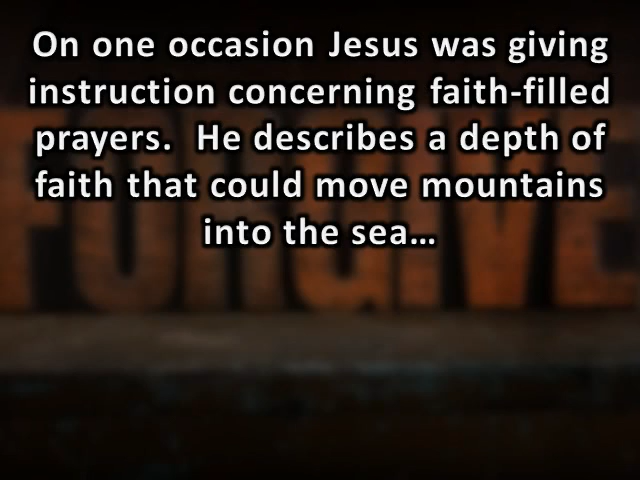 On one occasion Jesus was giving
instruction concerning faith-filled
prayers.  He describes a depth of
faith that could move mountains
into the sea…
FORGIVE